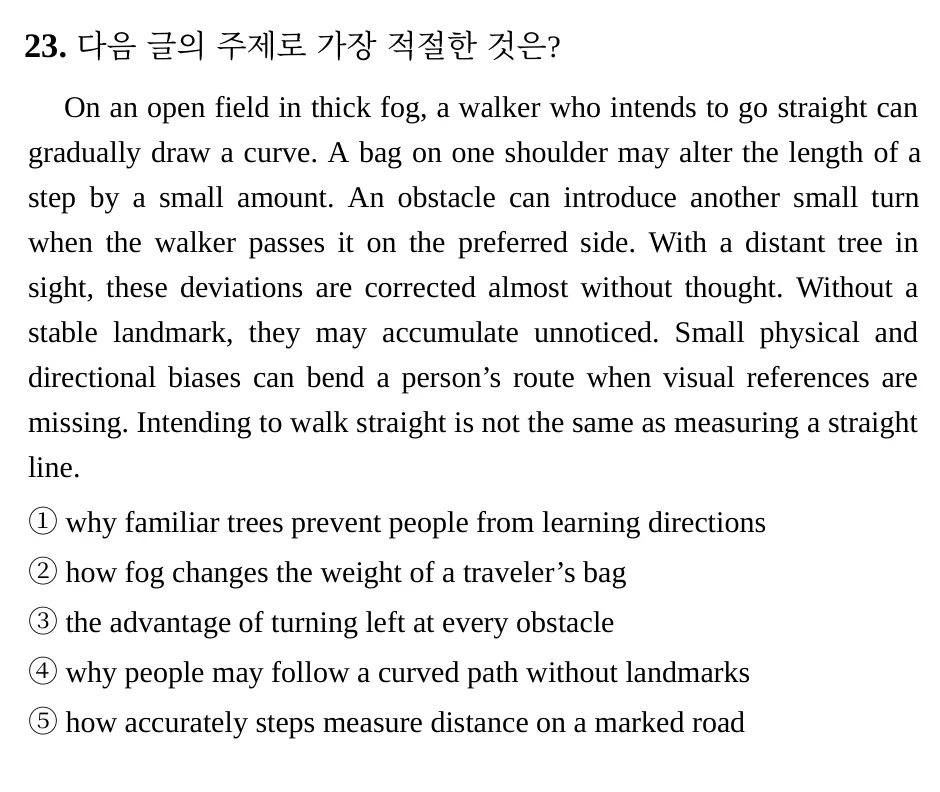 23. 다음 글의 주제로 가장 적절한 것은?
On an open field in thick fog, a walker who intends to go straight can
gradually draw a curve. A bag on one shoulder may alter the length of a
step by a small amount. An obstacle can introduce another small turn
when the walker passes it on the preferred side. With a distant tree in
sight, these deviations are corrected almost without thought. Without a
stable landmark, they may accumulate unnoticed. Small physical and
directional biases can bend a person’s route when visual references are
missing. Intending to walk straight is not the same as measuring a straight
line.
① why familiar trees prevent people from learning directions
② how fog changes the weight of a traveler’s bag
③ the advantage of turning left at every obstacle
④ why people may follow a curved path without landmarks
⑤ how accurately steps measure distance on a marked road